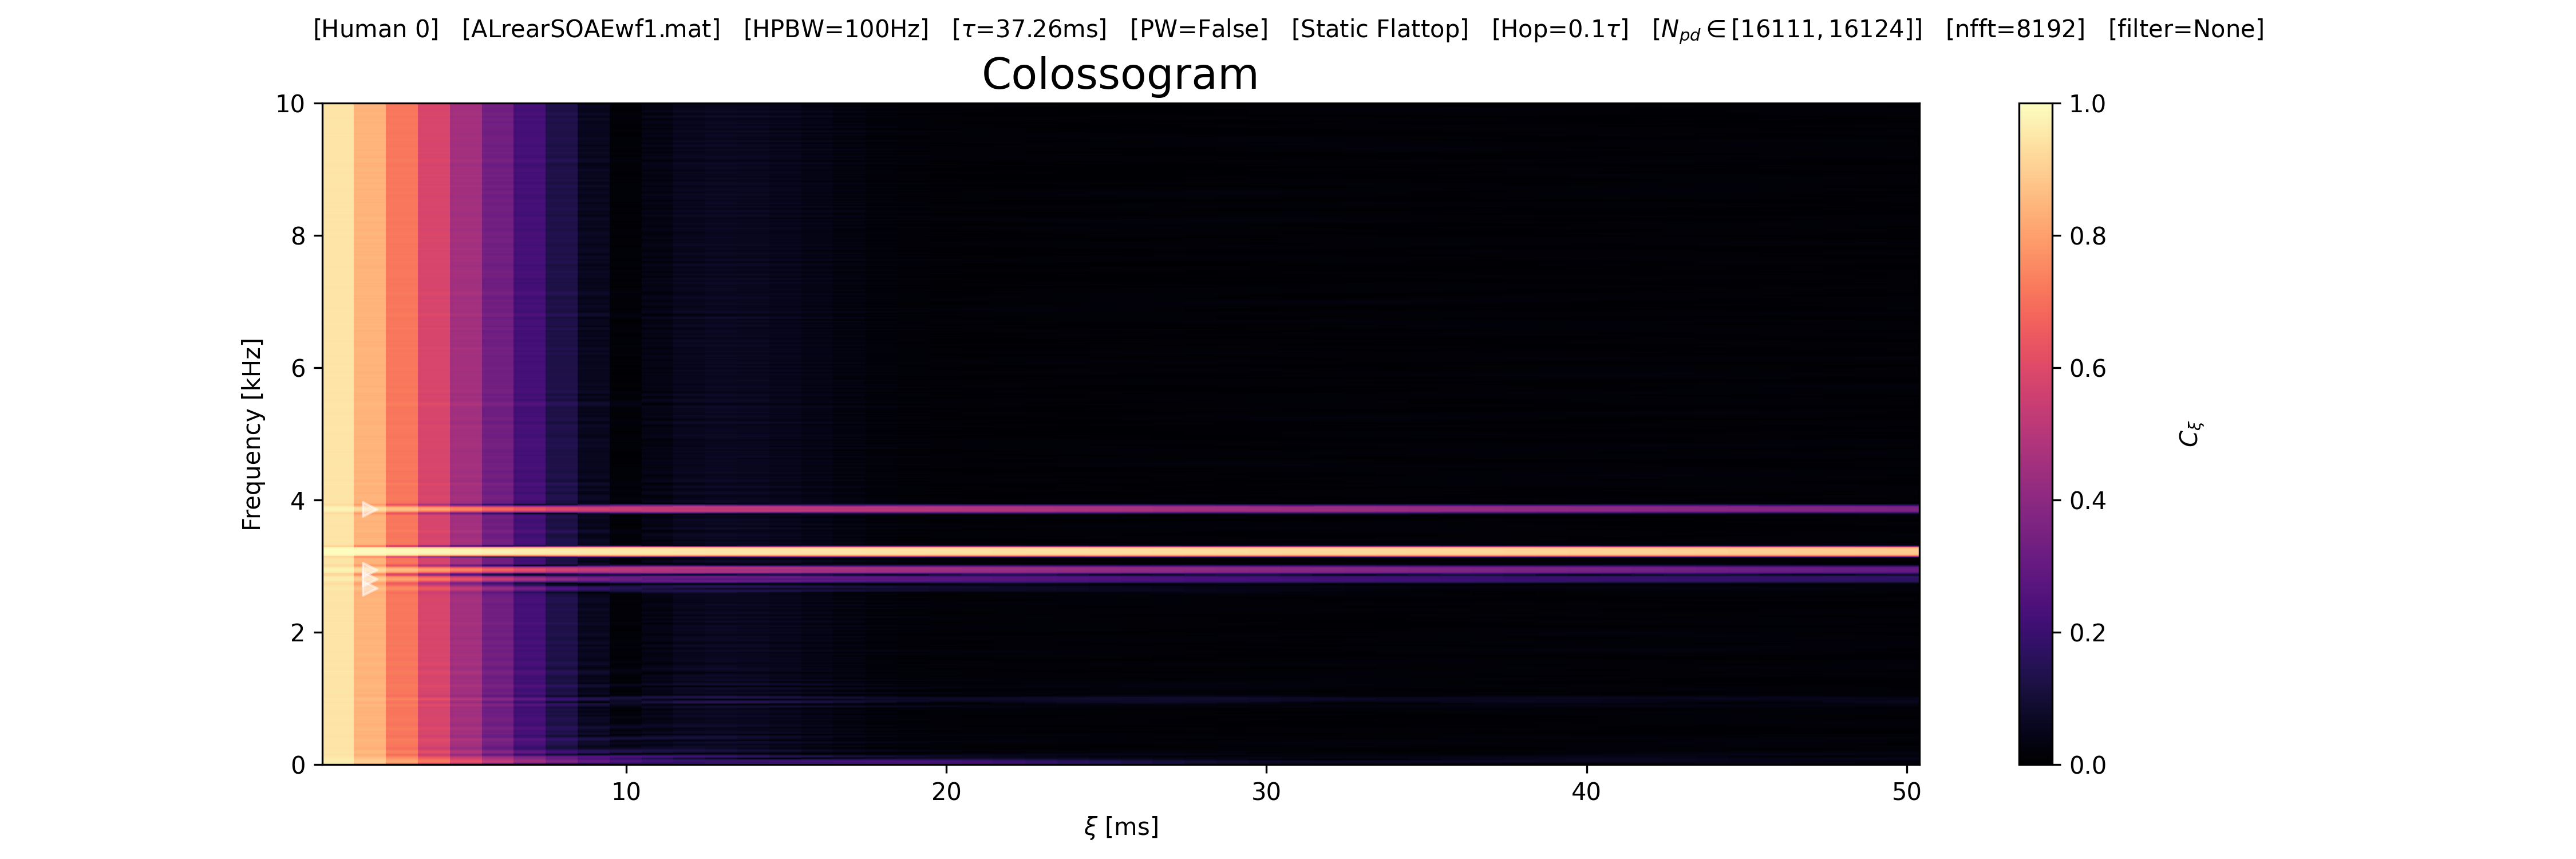 [Human 0] [ALrearSOAEwf1.mat] [HPBW=100Hz] [τ=37.26ms] [PW=False] [Static Flattop] [Hop=0.1τ] [N_pd ∈ [16111, 16124]] [nfft=8192] [filter=None]
Colossogram
10
8
6
4
2
0
Frequency [kHz]
10 20 30 40 50
ξ [ms]
1.0
0.8
0.6
0.4
0.2
0.0
C_ξ